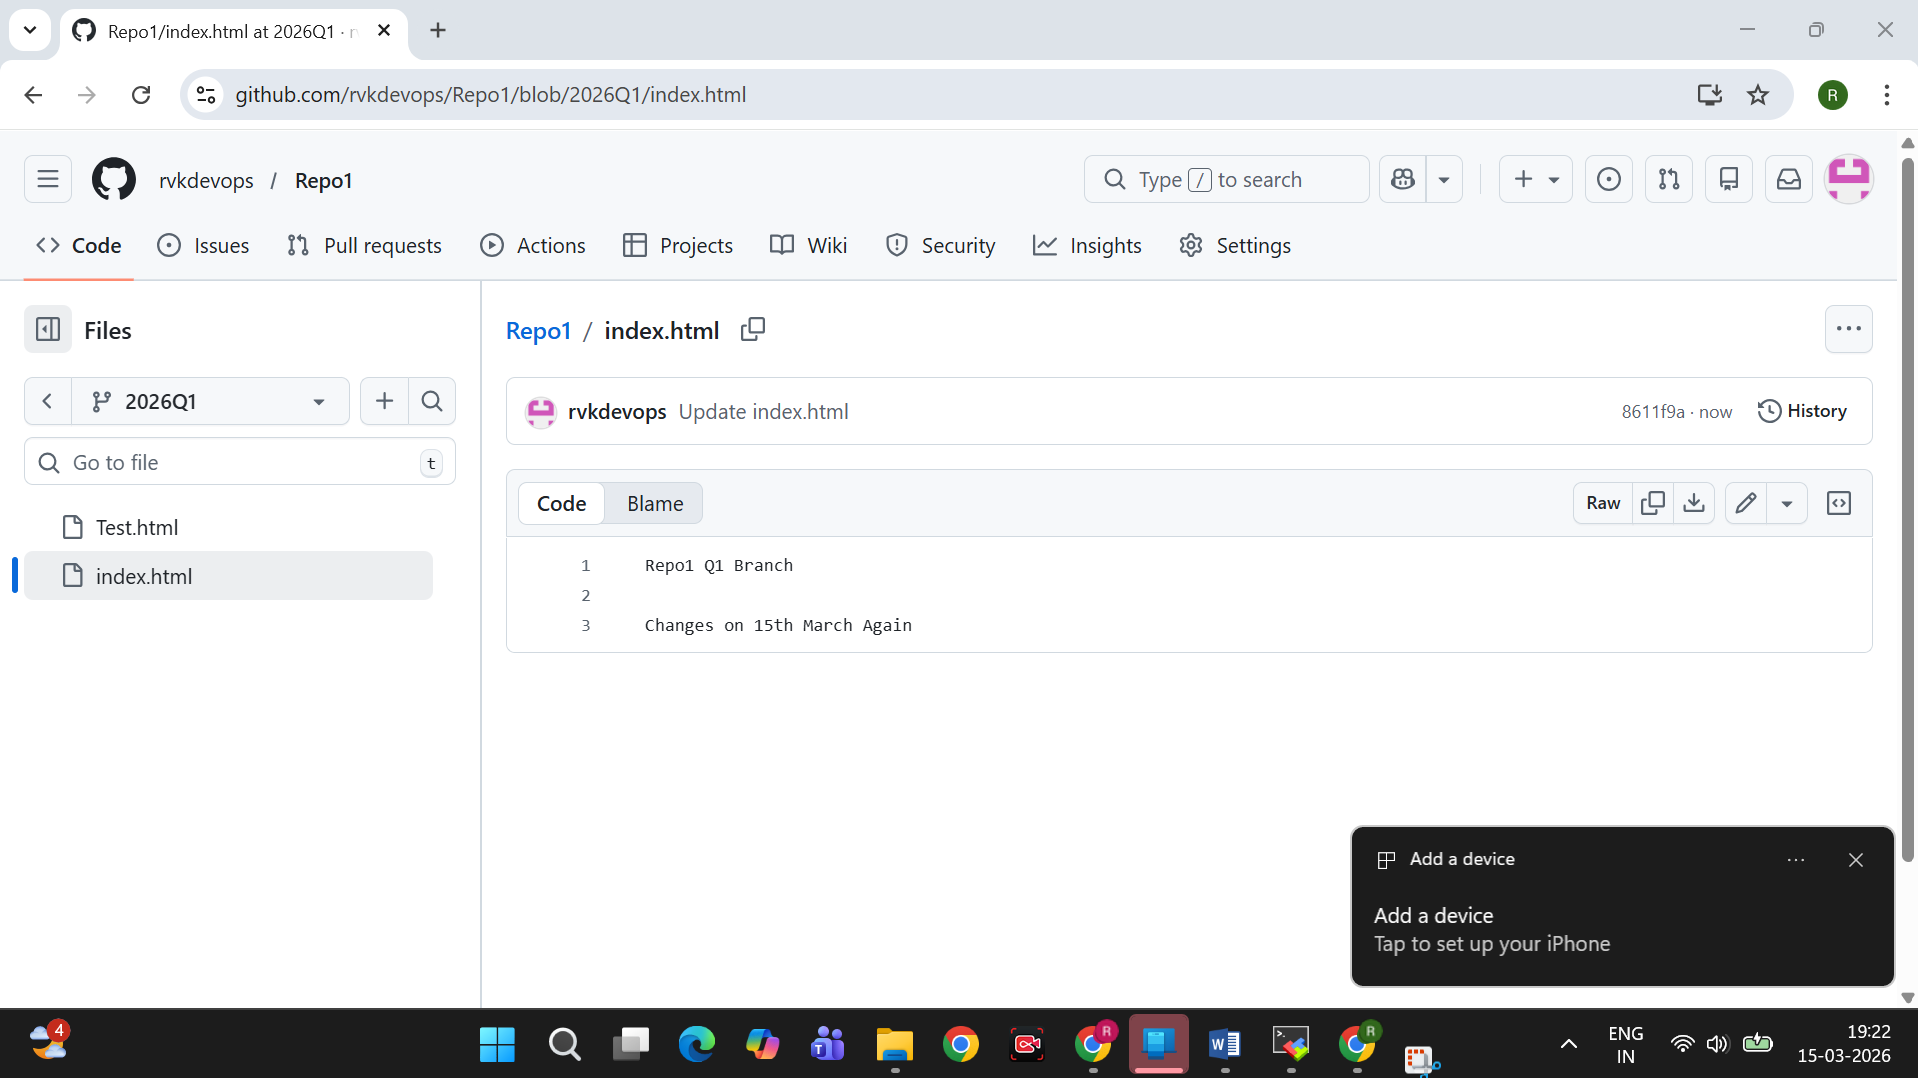 Repo1/index.html at 2026Q1 ·
github.com/rvkdevops/Repo1/blob/2026Q1/index.html
R
rvkdevops / Repo1
Type / to search
Code
Issues
Pull requests
Actions
Projects
Wiki
Security
Insights
Settings
Files
2026Q1
Go to file
t
Test.html
index.html
Repo1 / index.html
rvkdevops Update index.html
8611f9a · now
History
Code
Blame
Raw
1 Repo1 Q1 Branch
2
3 Changes on 15th March Again
Add a device
Add a device
Tap to set up your iPhone
4
T
R
W
R
ENG
IN
19:22
15-03-2026